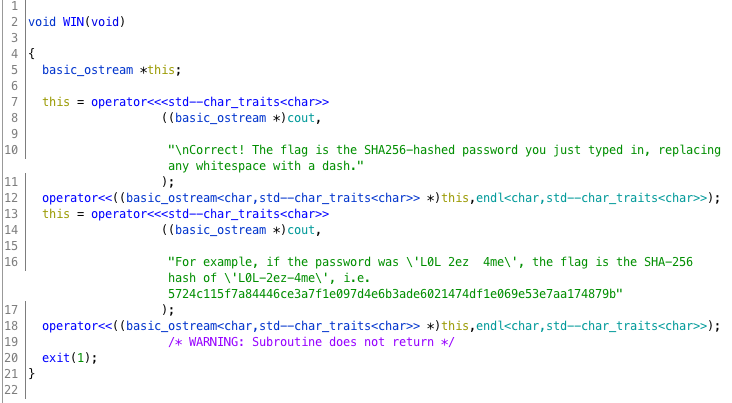 1
2 void WIN(void)
3
4 {
5 basic_ostream *this;
6
7 this = operator<<<std--char_traits<char>>
8 ((basic_ostream *)cout,
9
10 "\nCorrect! The flag is the SHA256-hashed password you just typed in, replacing
any whitespace with a dash."
11 );
12 operator<<((basic_ostream<char,std--char_traits<char>> *)this,endl<char,std--char_traits<char>>);
13 this = operator<<<std--char_traits<char>>
14 ((basic_ostream *)cout,
15
16 "For example, if the password was \'L0L 2ez  4me\', the flag is the SHA-256
hash of \'L0L-2ez-4me\', i.e.
5724c115f7a84446ce3a7f1e097d4e6b3ade6021474df1e069e53e7aa174879b"
17 );
18 operator<<((basic_ostream<char,std--char_traits<char>> *)this,endl<char,std--char_traits<char>>);
19 /* WARNING: Subroutine does not return */
20 exit(1);
21 }
22